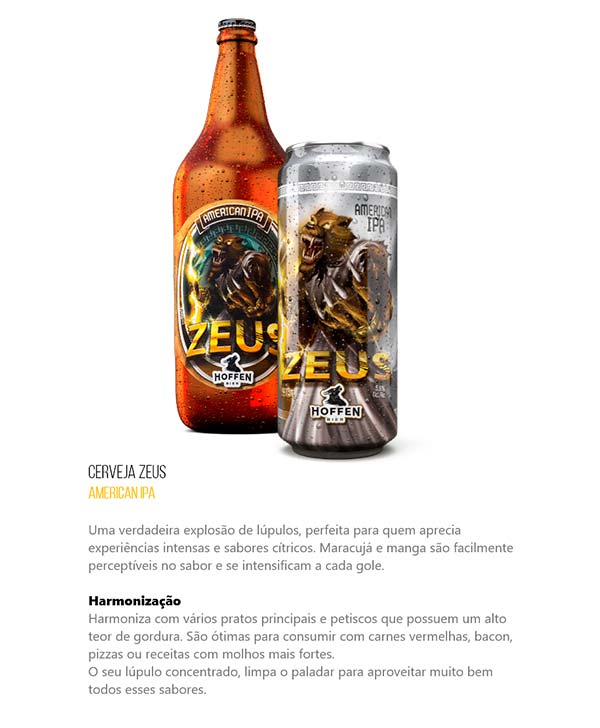 AMERICAN IPA
ZEUS
HOFFEN
BIER
AMERICAN
IPA
ZEUS
HOFFEN
BIER
CERVEJA ZEUS
AMERICAN IPA
Uma verdadeira explosão de lúpulos, perfeita para quem aprecia
experiências intensas e sabores cítricos. Maracujá e manga são facilmente
perceptíveis no sabor e se intensificam a cada gole.
Harmonização
Harmoniza com vários pratos principais e petiscos que possuem um alto
teor de gordura. São ótimas para consumir com carnes vermelhas, bacon,
pizzas ou receitas com molhos mais fortes.
O seu lúpulo concentrado, limpa o paladar para aproveitar muito bem
todos esses sabores.